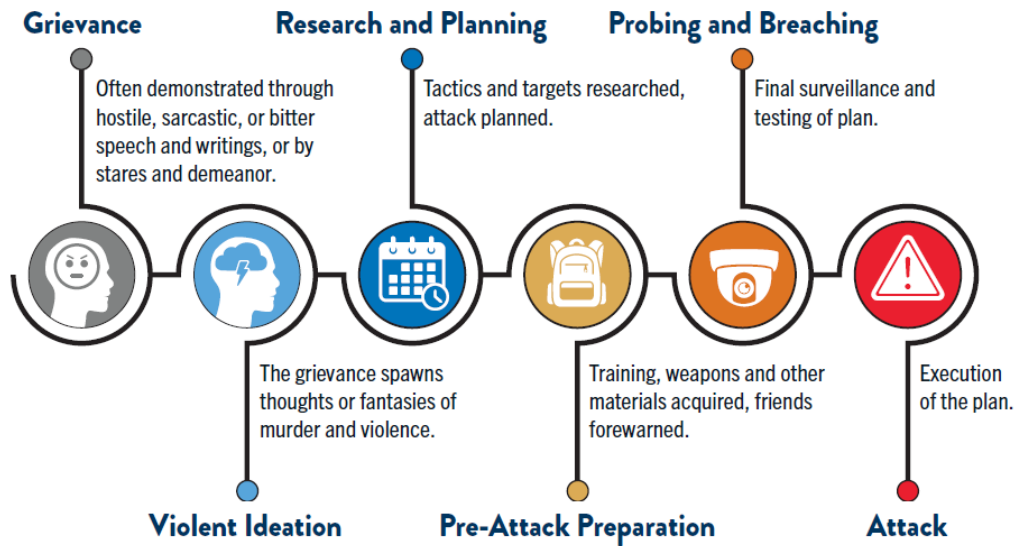 Grievance
Often demonstrated through
hostile, sarcastic, or bitter
speech and writings, or by
stares and demeanor.
Violent Ideation
The grievance spawns
thoughts or fantasies of
murder and violence.
Research and Planning
Tactics and targets researched,
attack planned.
Pre-Attack Preparation
Training, weapons and other
materials acquired, friends
forewarned.
Probing and Breaching
Final surveillance and
testing of plan.
Attack
Execution
of the plan.